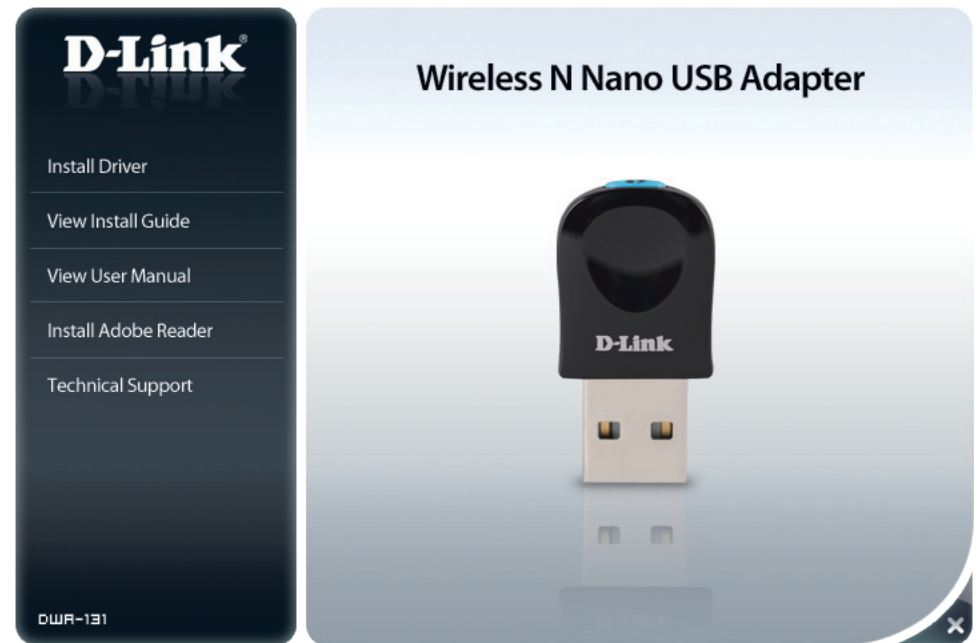 D-Link®
Install Driver
View Install Guide
View User Manual
Install Adobe Reader
Technical Support
DWA-131
Wireless N Nano USB Adapter
D-Link